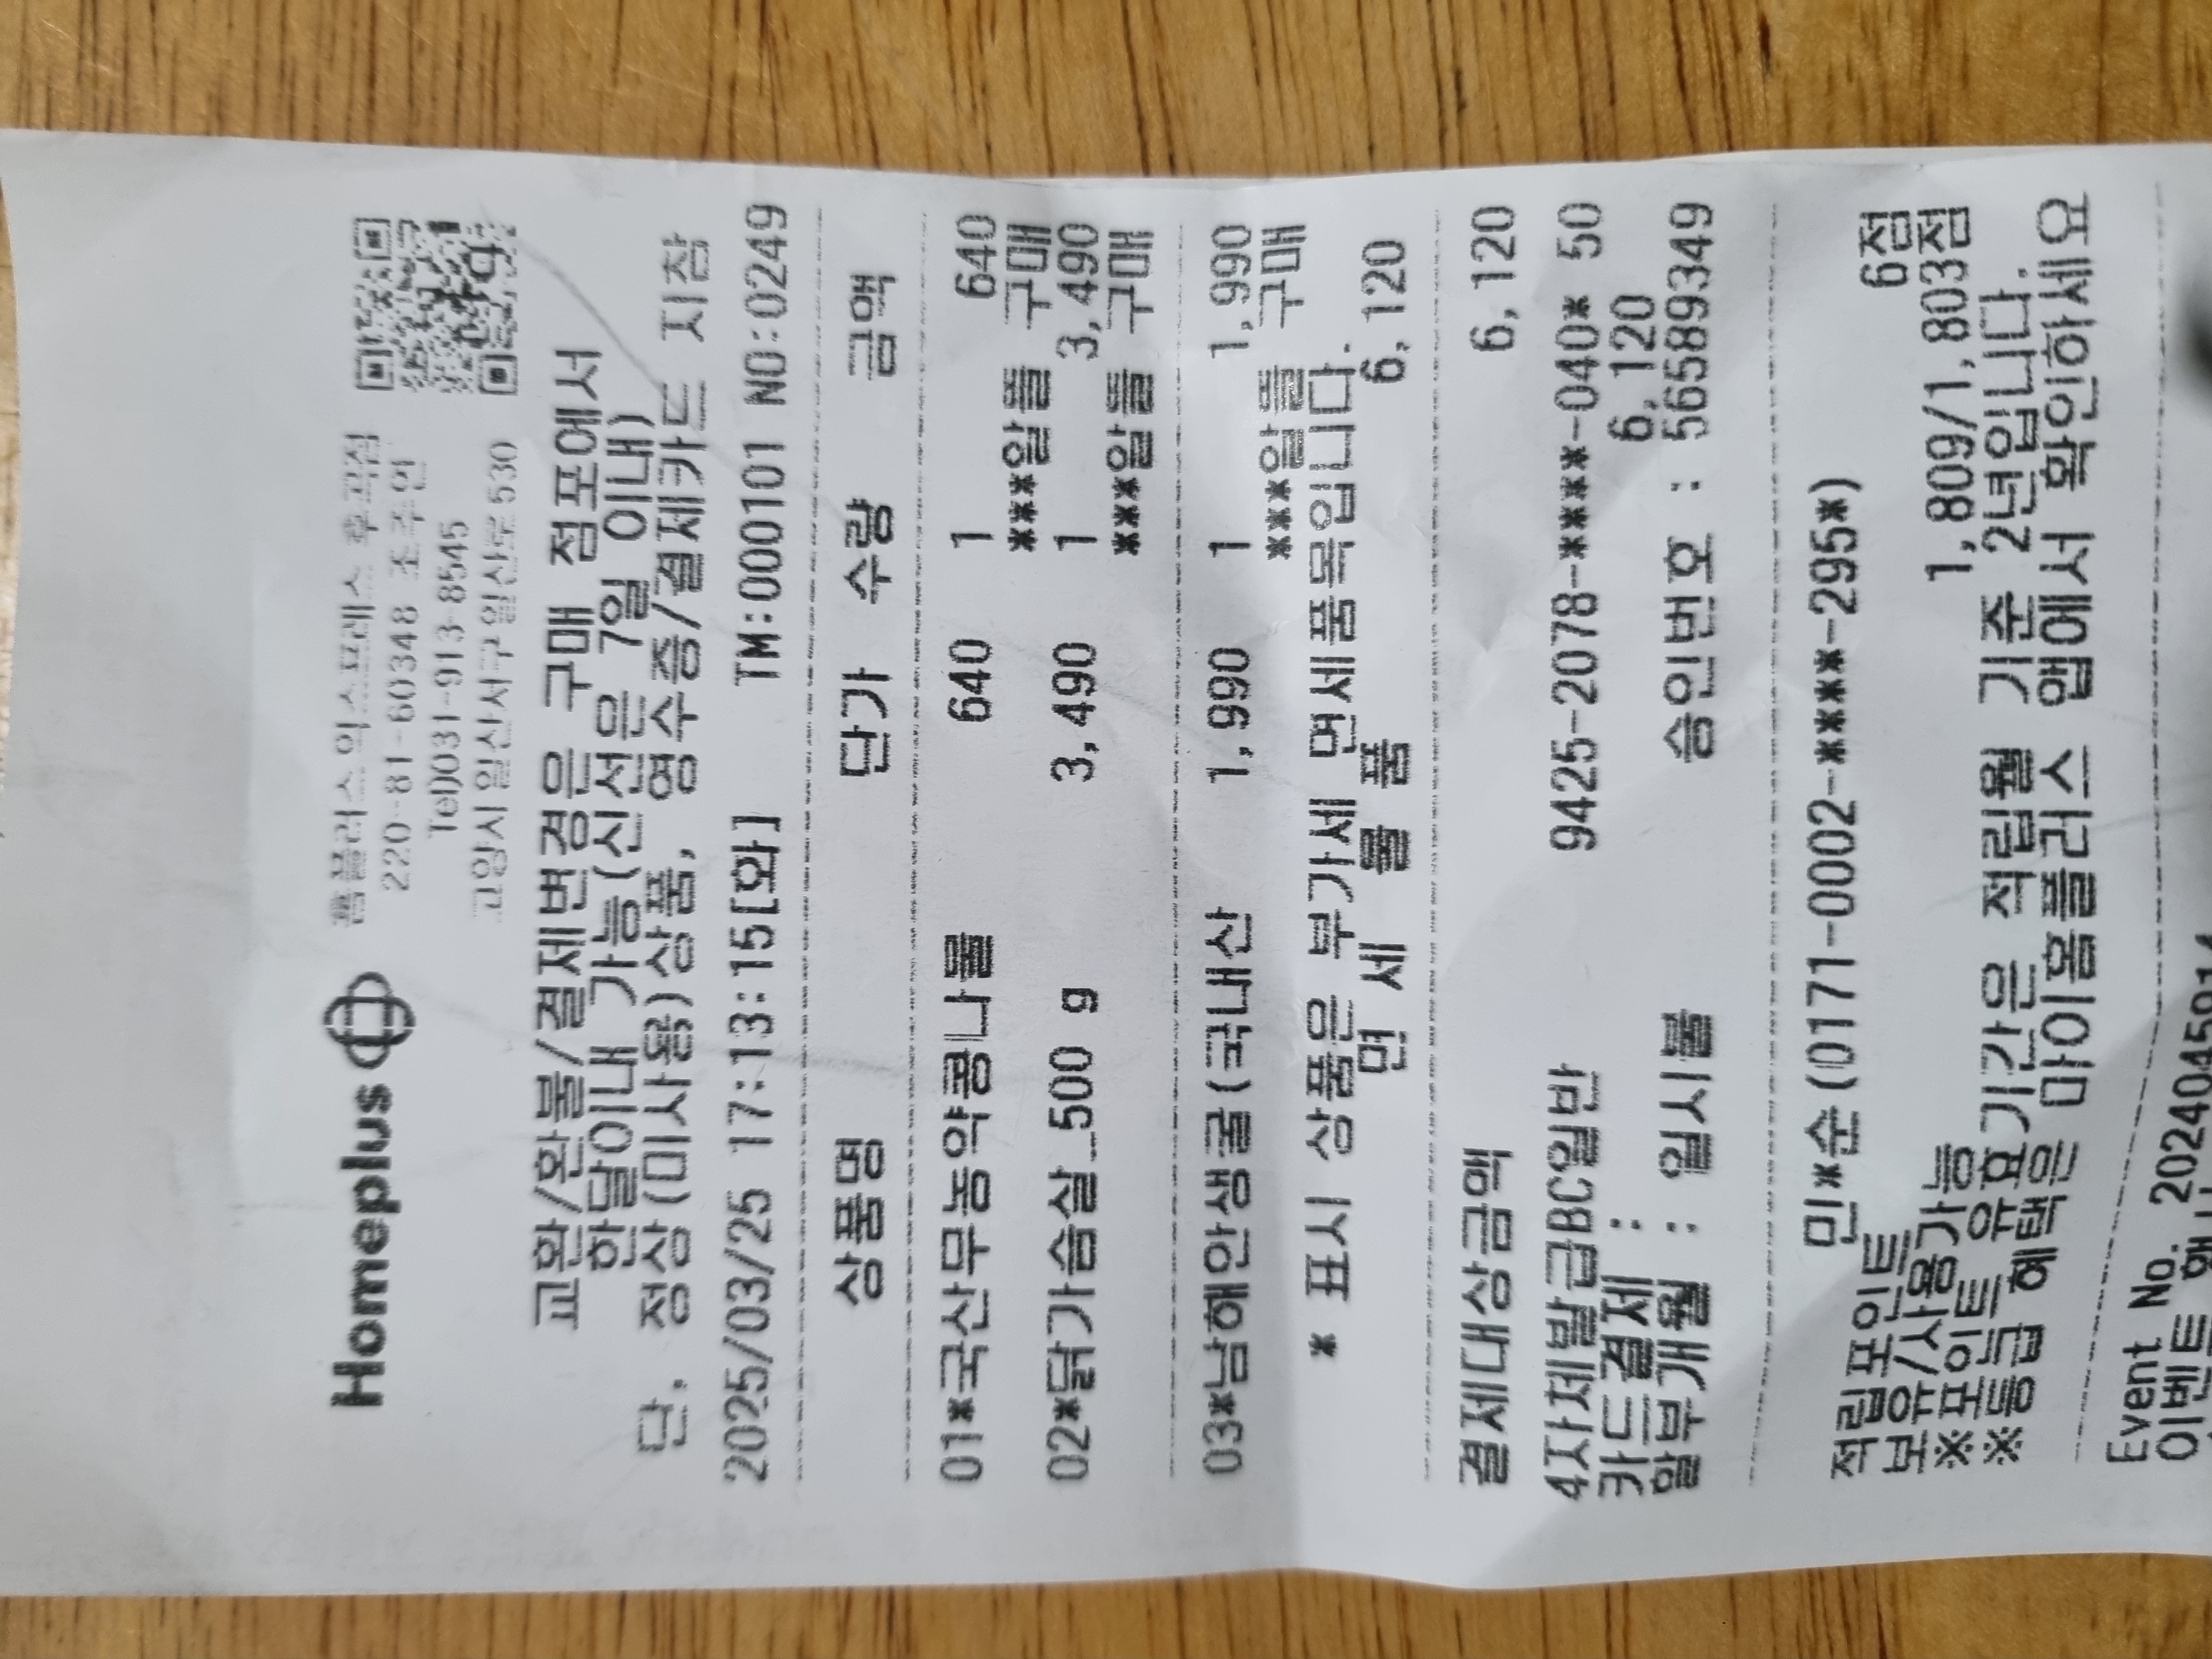 Homeplus
홈플러스익스프레스 후곡점
220-81-60348 조주연
Tel)031-913-8545
고양시일산서구일산로530
교환/환불/결제변경은 구매 점포에서
한달이내 가능(신선은 7일 이내)
단, 정상(미사용)상품, 영수증/결제카드 지참
2025/03/25 17:13:15[화] TM:000101 NO:0249
상품명 단가 수량 금액
01*국산무농약콩나물 640 1 640
***알뜰 구매
02*닭가슴살_500 g 3,490 1 3,490
***알뜰 구매
03*남해안생굴(국내산 1,990 1 1,990
***알뜰 구매
* 표시 상품은 부가세 면세품목입니다.
면 세 물 품 6,120
결제대상금액 6,120
4자체발급BC일반 9425-2078-****-040* 50
카드결제 : 6,120
할부개월 : 일시불 승인번호 : 56589349
민*순(0171-0002-****-295*)
적립포인트 6점
보유/사용가능 1,809/1,803점
※포인트 유효기간은 적립월 기준 2년입니다.
※등급 혜택은 마이홈플러스 앱에서 확인하세요
Event No.
이벤트